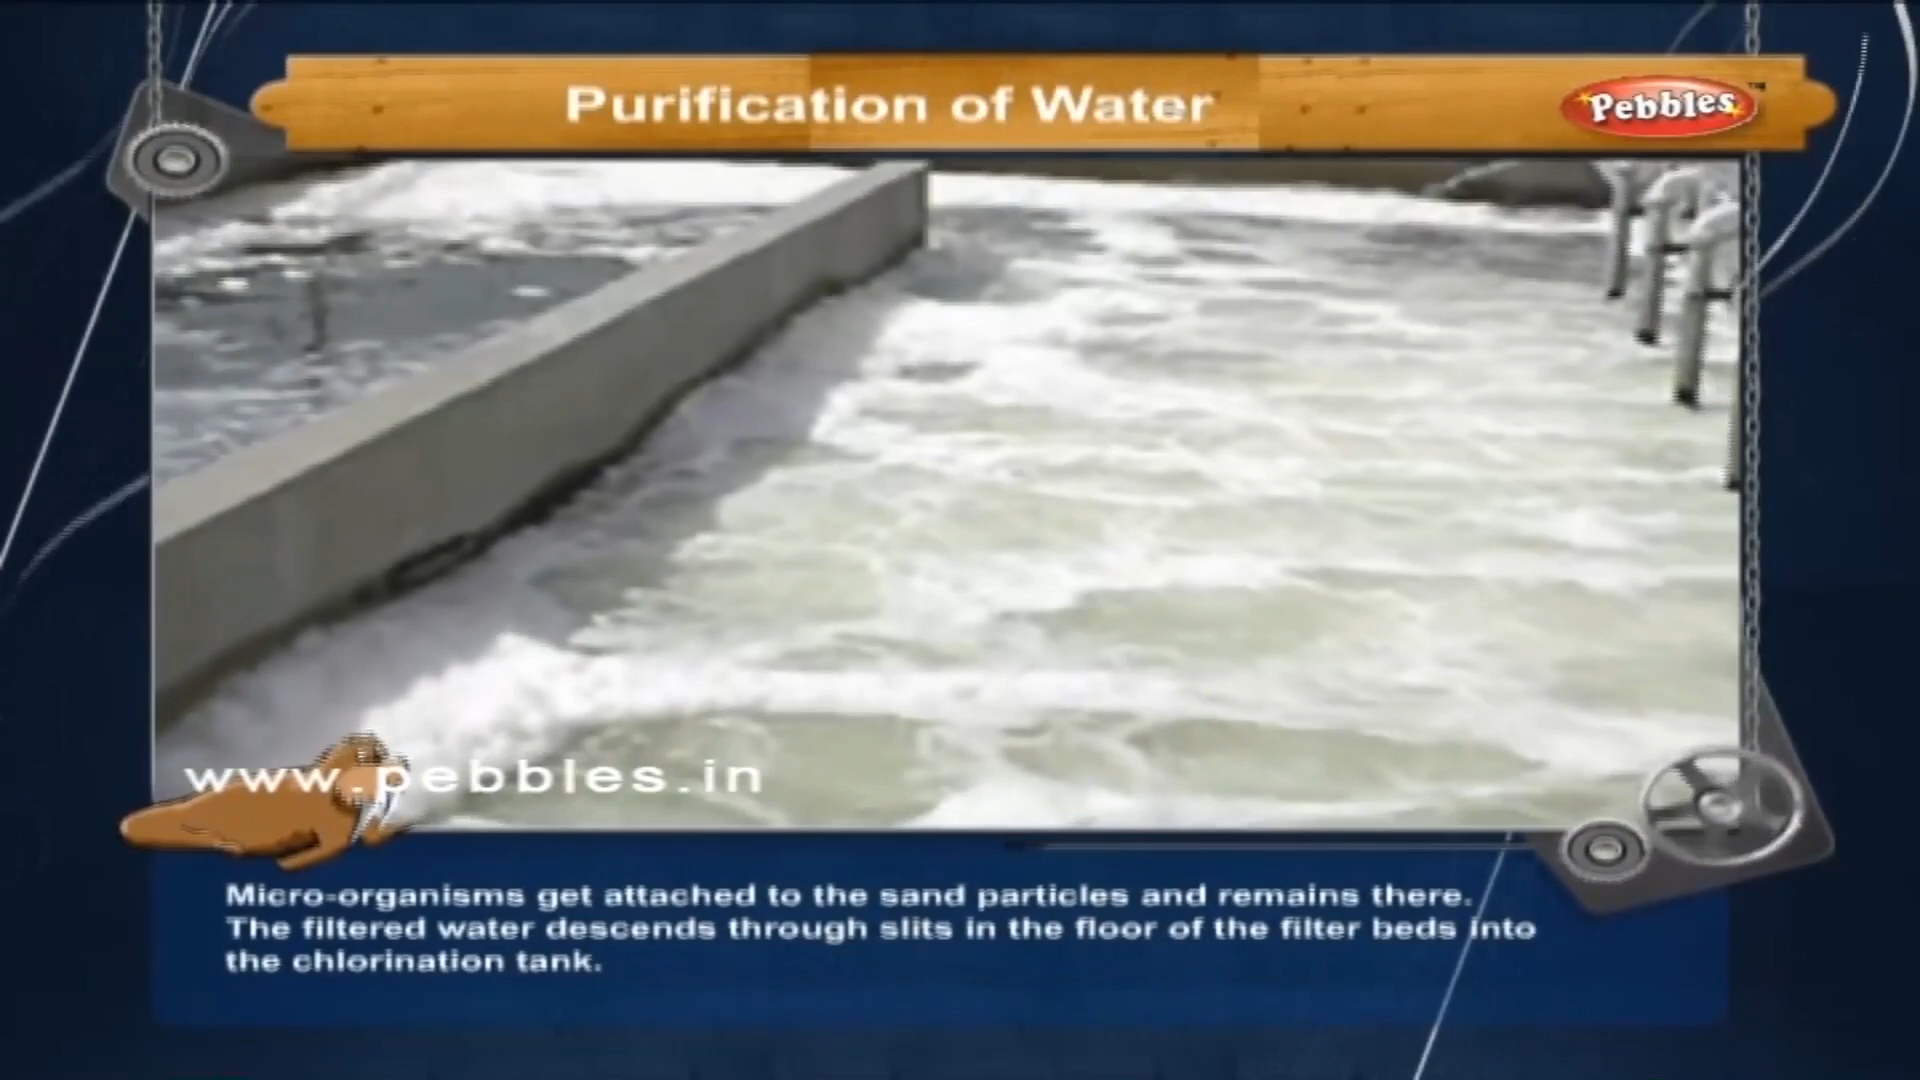 Purification of Water
Pebbles™
www.pebbles.in
Micro-organisms get attached to the sand particles and remains there.
The filtered water descends through slits in the floor of the filter beds into
the chlorination tank.